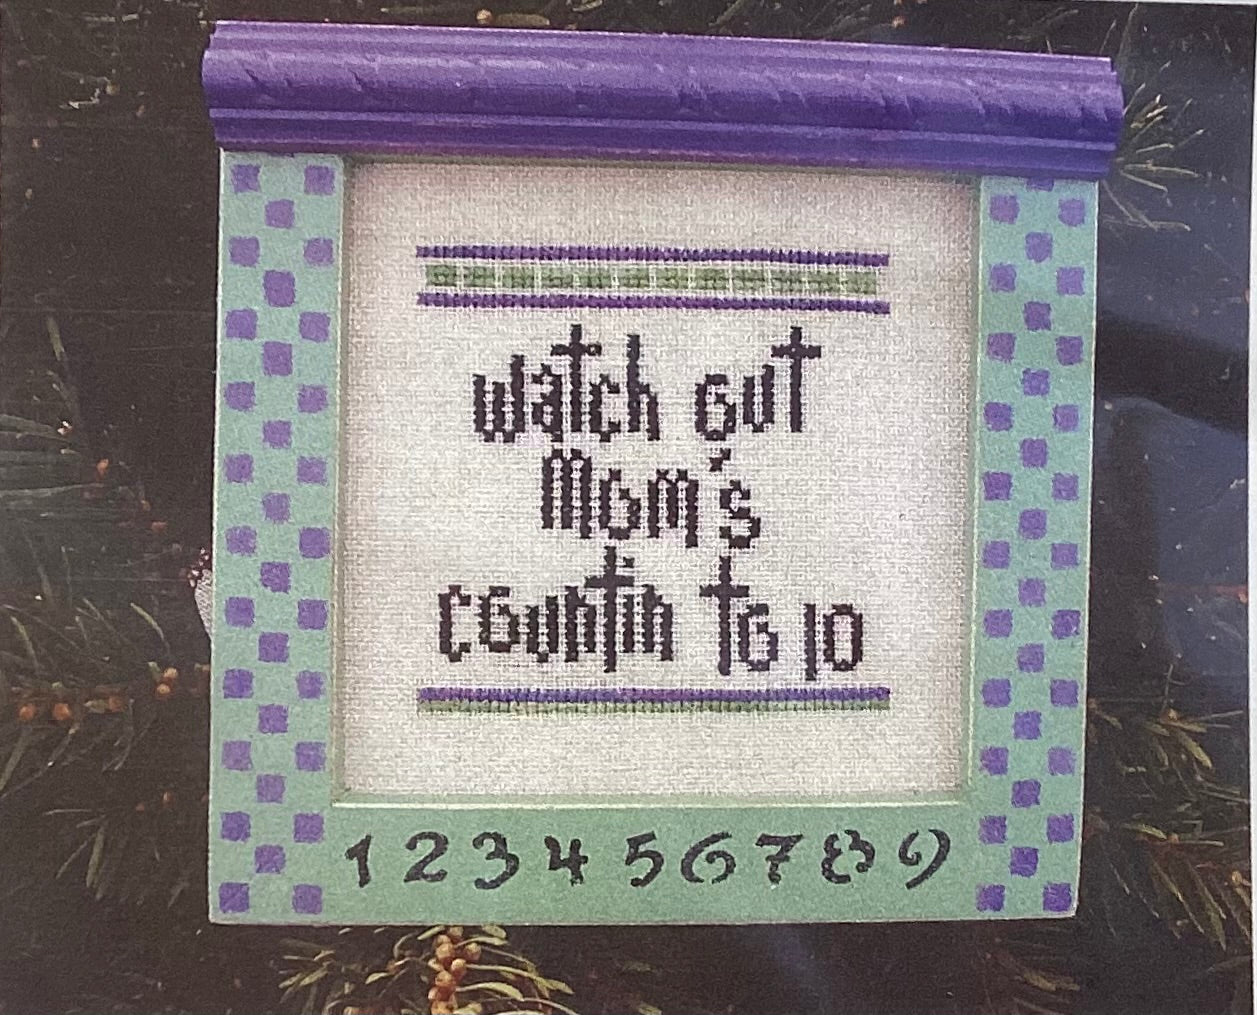 watch out
Mom's
countin to 10
1 2 3 4 5 6 7 8 9